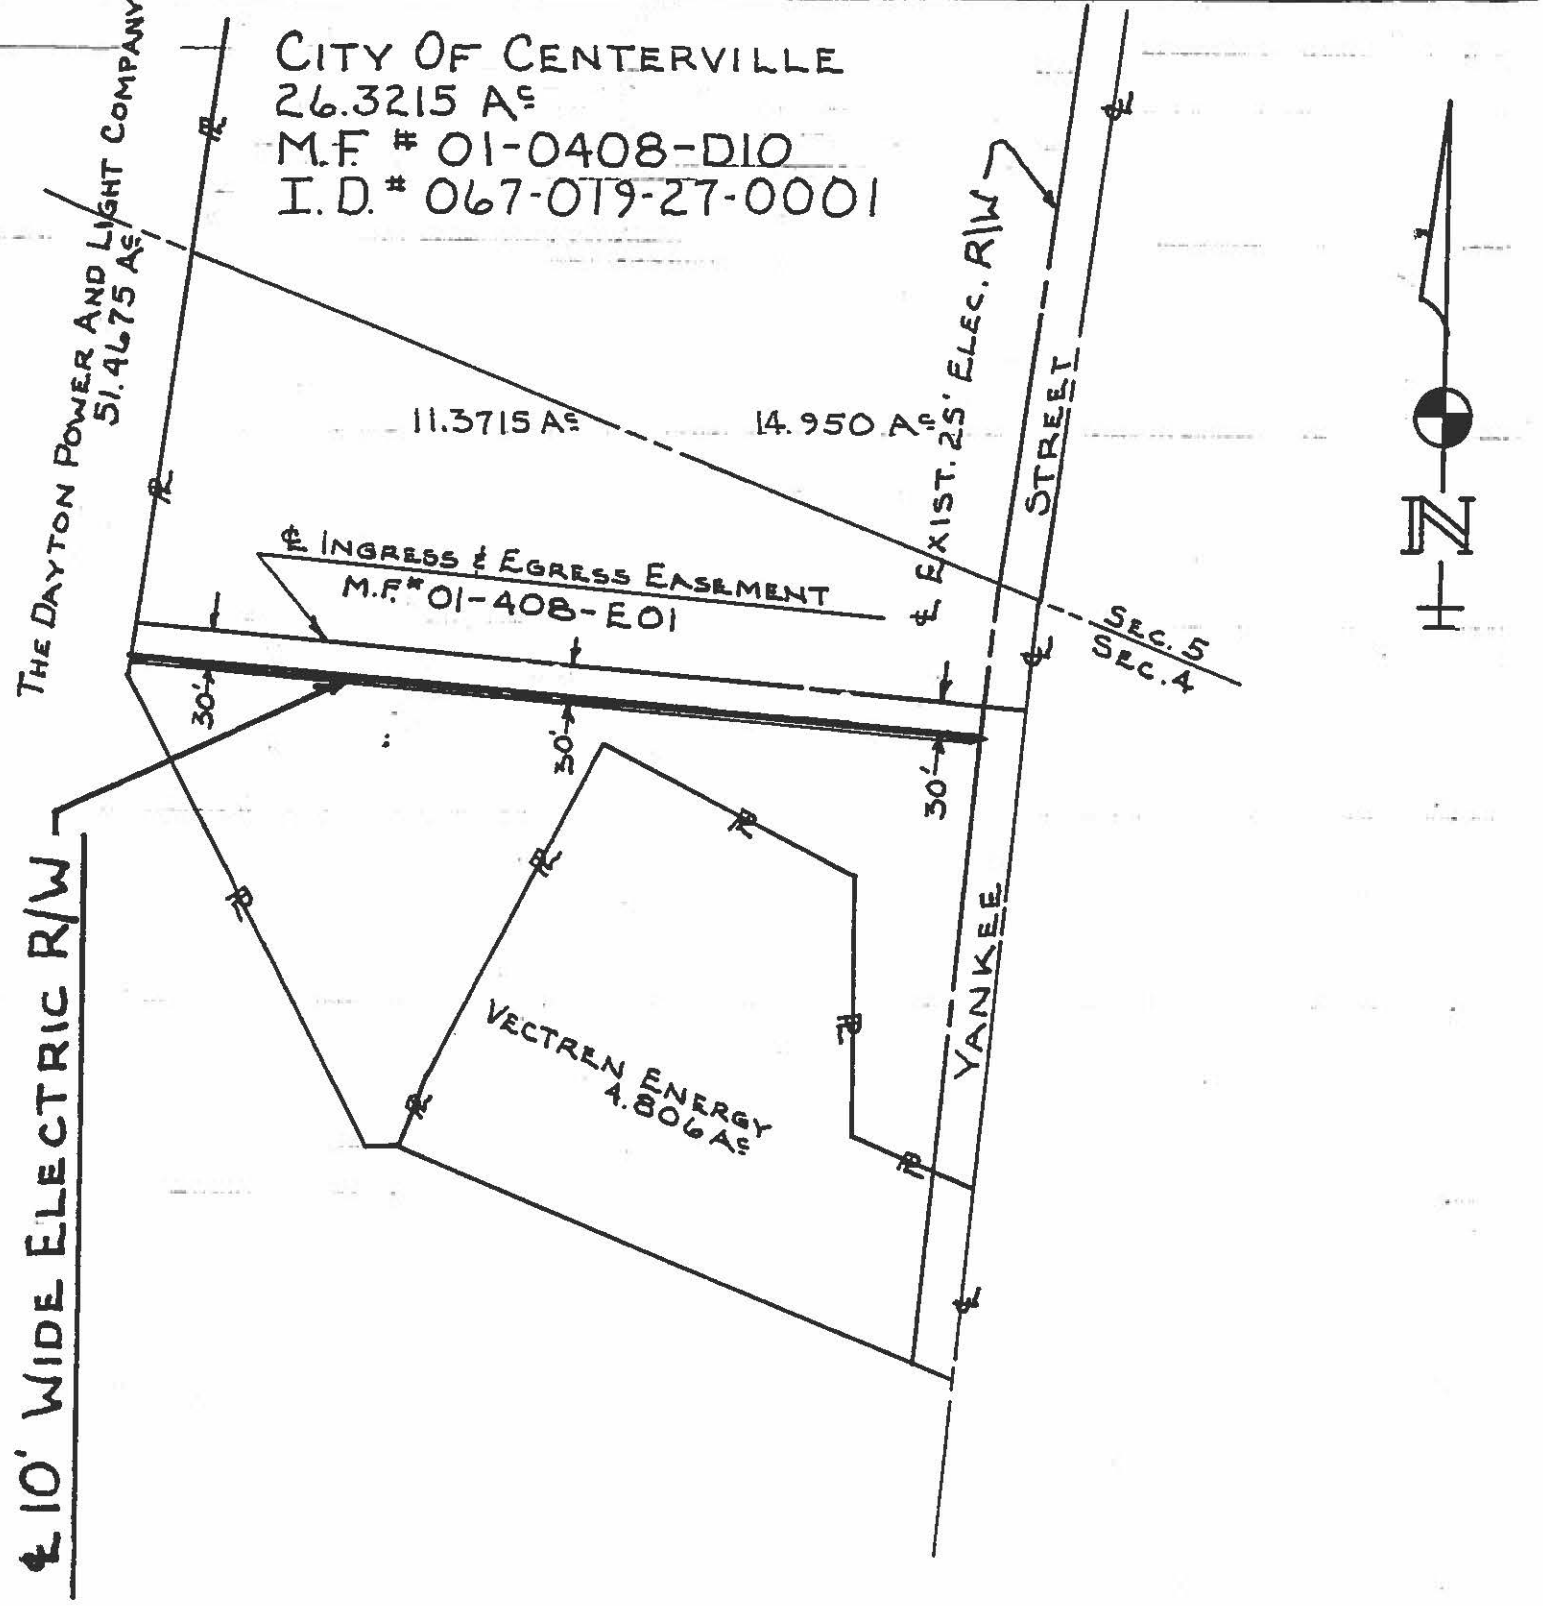 CITY OF CENTERVILLE
26.3215 Ac
M.F. # 01-0408-D10
I.D. # 067-019-27-0001
THE DAYTON POWER AND LIGHT COMPANY
51.4675 Ac
℄ EXIST. 25' ELEC. R/W
11.3715 Ac
14.950 Ac
STREET
℄ INGRESS & EGRESS EASEMENT
M.F. # 01-408-E01
SEC. 5
SEC. 4
30'
30'
30'
YANKEE
VECTREN ENERGY
4.806 Ac
℄ 10' WIDE ELECTRIC R/W
N